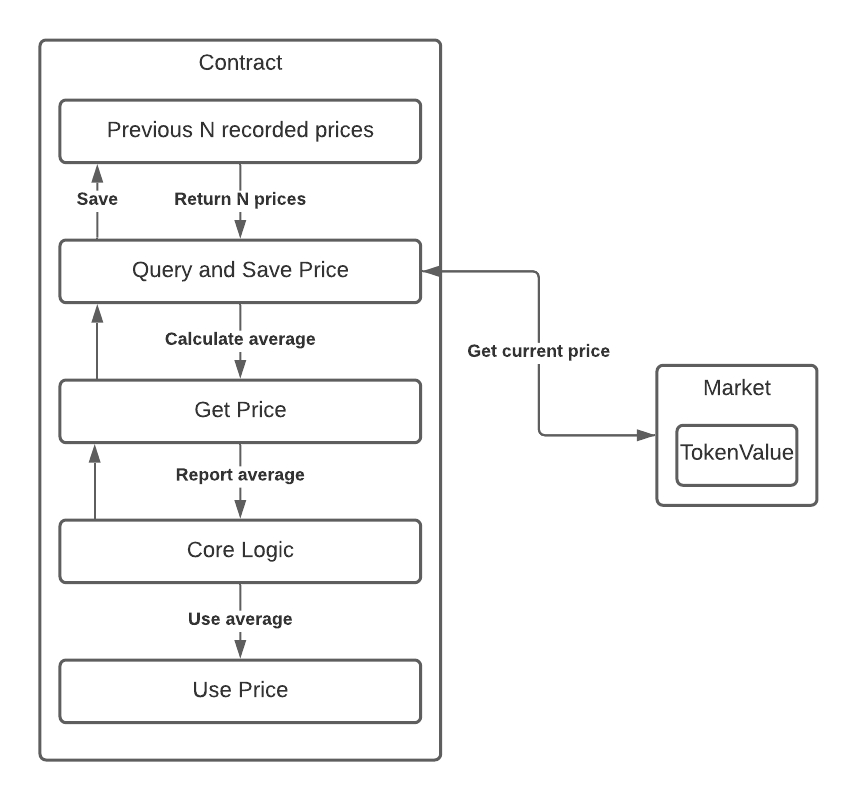 Contract
Previous N recorded prices
Save
Return N prices
Query and Save Price
Calculate average
Get current price
Market
Get Price
TokenValue
Report average
Core Logic
Use average
Use Price